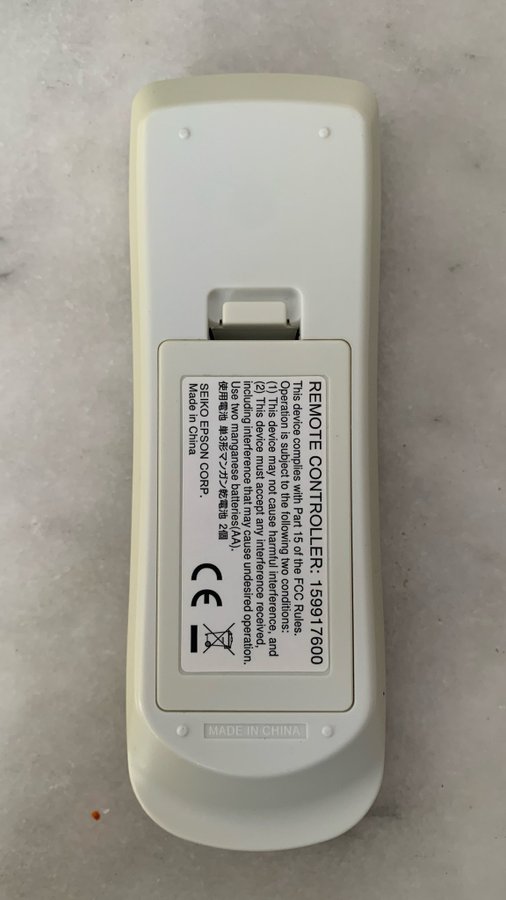 REMOTE CONTROLLER: 159917600
This device complies with Part 15 of the FCC Rules.
Operation is subject to the following two conditions:
(1) This device may not cause harmful interference, and
(2) This device must accept any interference received,
including interference that may cause undesired operation.
Use two manganese batteries(AA).
使用電池 単3形マンガン乾電池 2個
SEIKO EPSON CORP.
Made in China
CE
MADE IN CHINA